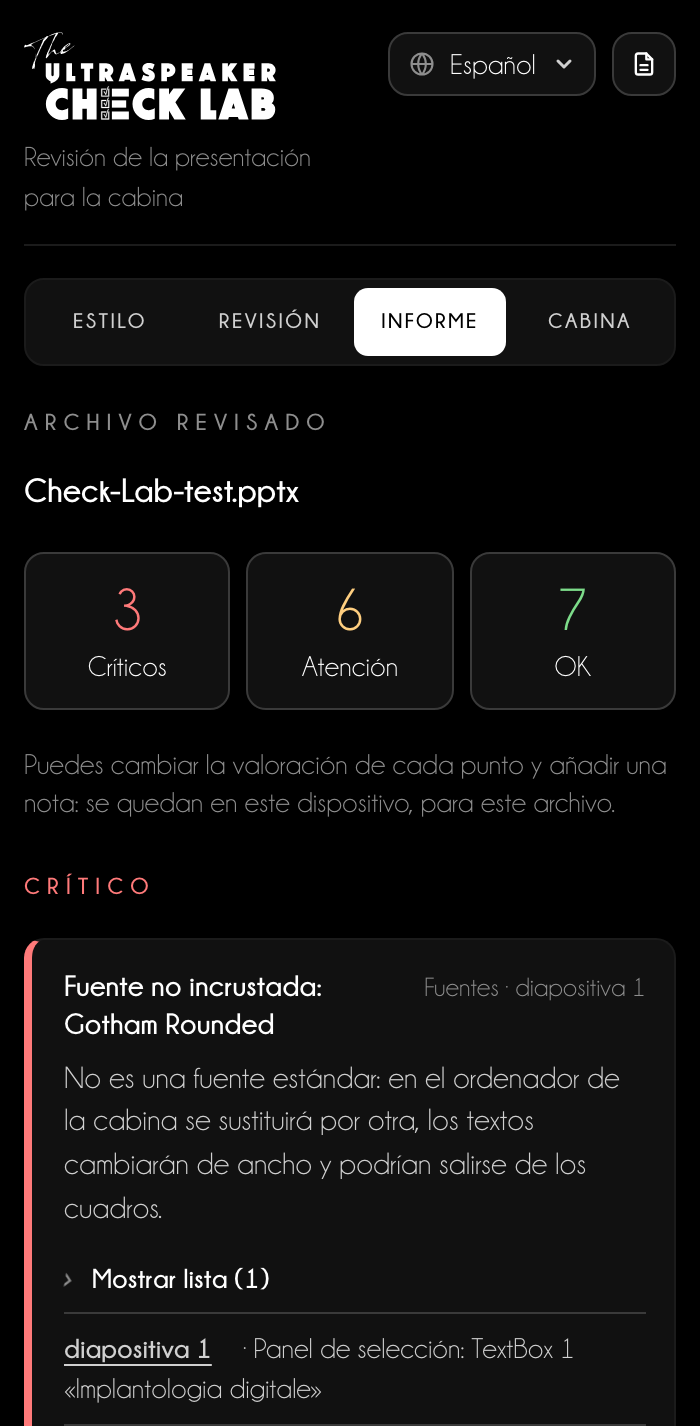 The
ULTRASPEAKER
CHECK LAB
Español
Revisión de la presentación
para la cabina
ESTILO
REVISIÓN
INFORME
CABINA
ARCHIVO REVISADO
Check-Lab-test.pptx
3
Críticos
6
Atención
7
OK
Puedes cambiar la valoración de cada punto y añadir una
nota: se quedan en este dispositivo, para este archivo.
CRÍTICO
Fuente no incrustada:
Gotham Rounded
Fuentes · diapositiva 1
No es una fuente estándar: en el ordenador de
la cabina se sustituirá por otra, los textos
cambiarán de ancho y podrían salirse de los
cuadros.
› Mostrar lista (1)
diapositiva 1 · Panel de selección: TextBox 1
«Implantologia digitale»